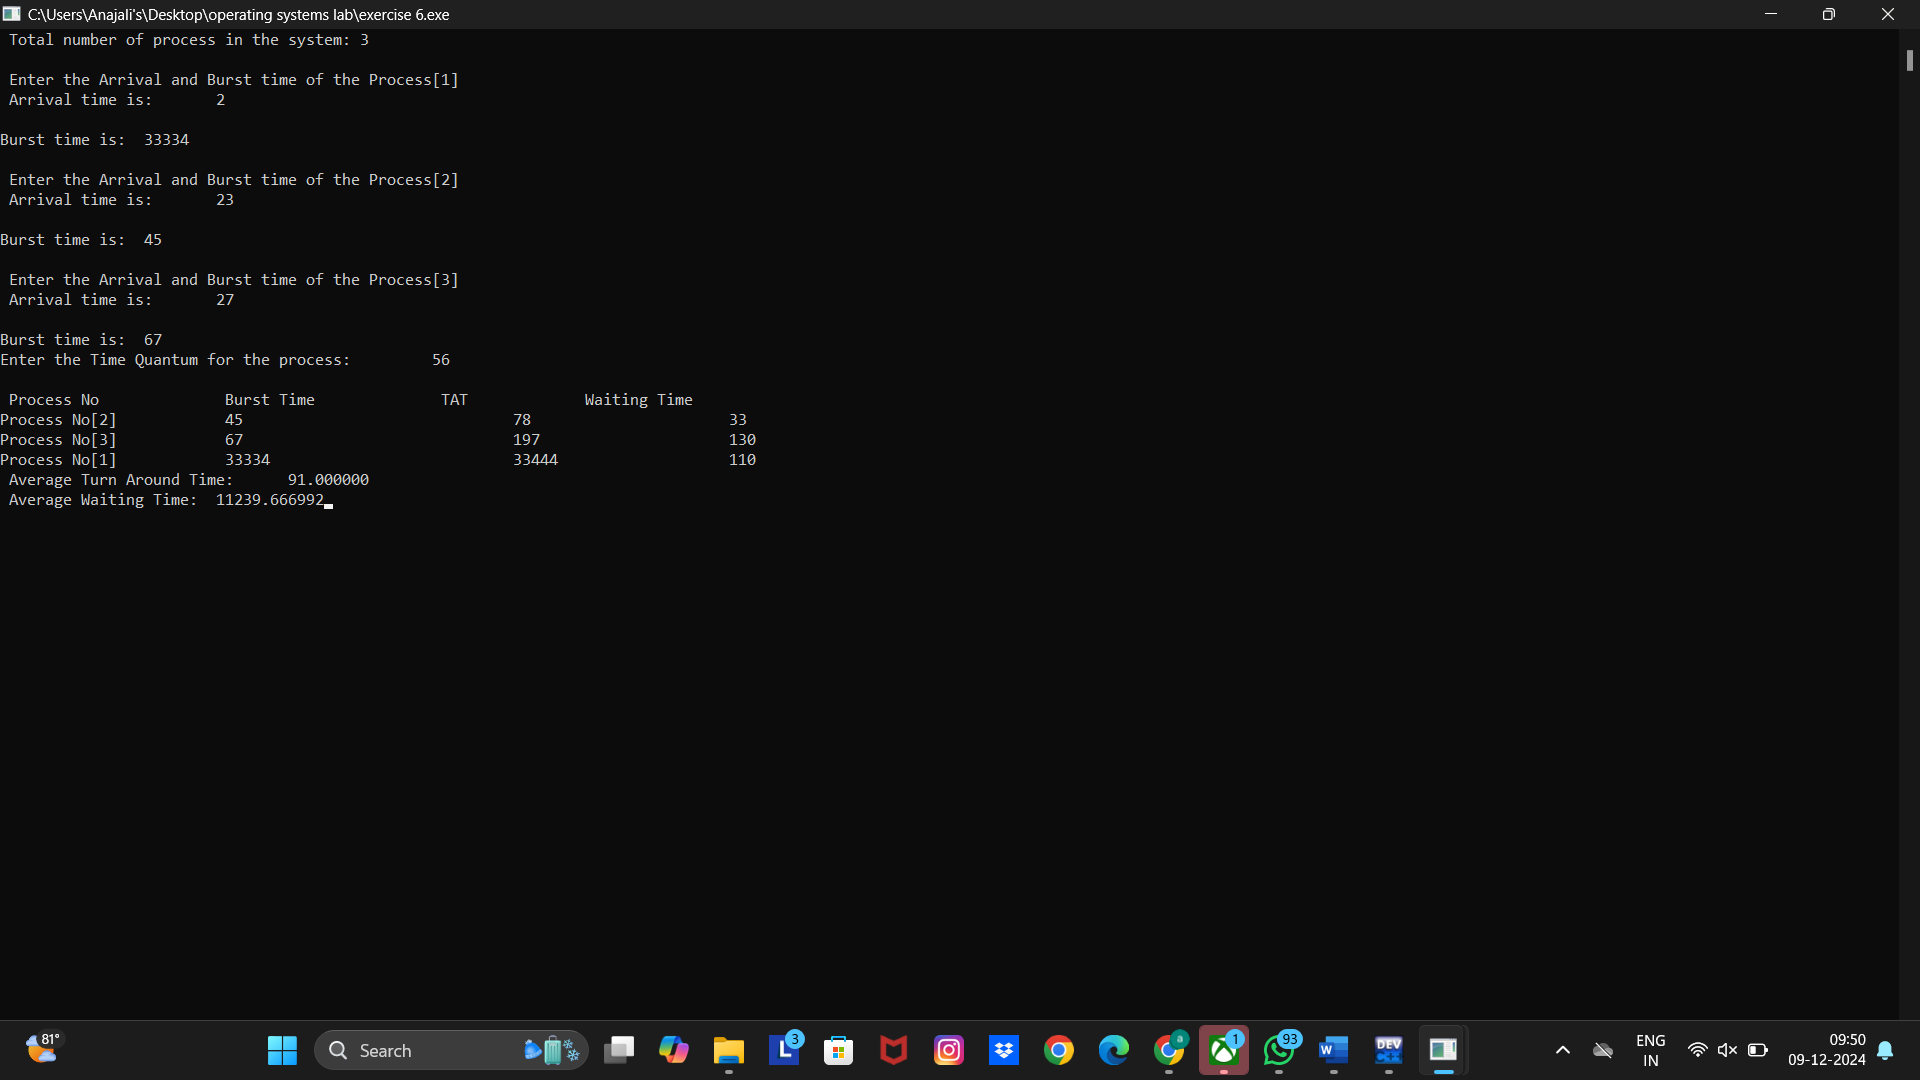 C:\Users\Anajali's\Desktop\operating systems lab\exercise 6.exe
Total number of process in the system: 3
Enter the Arrival and Burst time of the Process[1]
Arrival time is: 2
Burst time is: 33334
Enter the Arrival and Burst time of the Process[2]
Arrival time is: 23
Burst time is: 45
Enter the Arrival and Burst time of the Process[3]
Arrival time is: 27
Burst time is: 67
Enter the Time Quantum for the process: 56
Process No Burst Time TAT Waiting Time
Process No[2] 45 78 33
Process No[3] 67 197 130
Process No[1] 33334 33444 110
Average Turn Around Time: 91.000000
Average Waiting Time: 11239.666992
81°
Search
L 3
a
1
93
W
DEV
C++
ENG
IN
09:50
09-12-2024